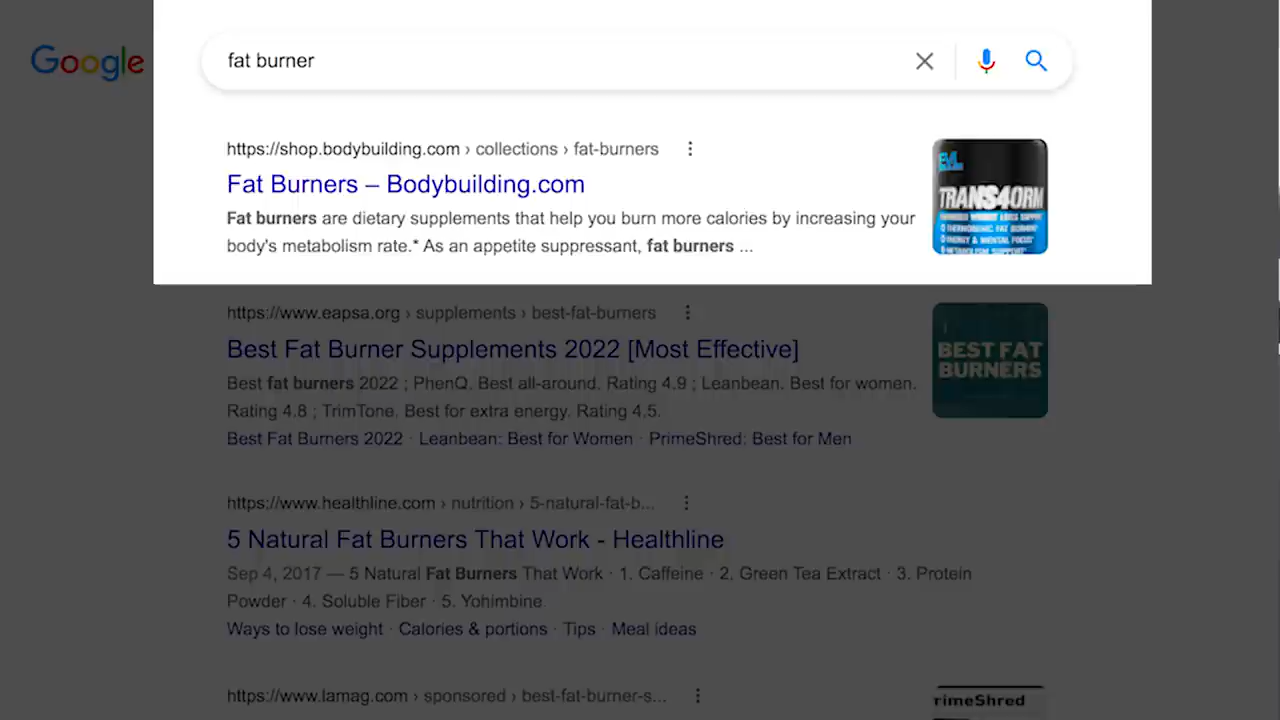 Google
fat burner
https://shop.bodybuilding.com › collections › fat-burners
Fat Burners – Bodybuilding.com
Fat burners are dietary supplements that help you burn more calories by increasing your
body's metabolism rate.* As an appetite suppressant, fat burners ...
TRANS4ORM
https://www.eapsa.org › supplements › best-fat-burners
Best Fat Burner Supplements 2022 [Most Effective]
Best fat burners 2022 ; PhenQ. Best all-around. Rating 4.9 ; Leanbean. Best for women.
Rating 4.8 ; TrimTone. Best for extra energy. Rating 4.5.
Best Fat Burners 2022 · Leanbean: Best for Women · PrimeShred: Best for Men
BEST FAT
BURNERS
https://www.healthline.com › nutrition › 5-natural-fat-b...
5 Natural Fat Burners That Work - Healthline
Sep 4, 2017 — 5 Natural Fat Burners That Work · 1. Caffeine · 2. Green Tea Extract · 3. Protein
Powder · 4. Soluble Fiber · 5. Yohimbine
Ways to lose weight · Calories & portions · Tips · Meal ideas
https://www.lamag.com › sponsored › best-fat-burner-s...
rimeShred